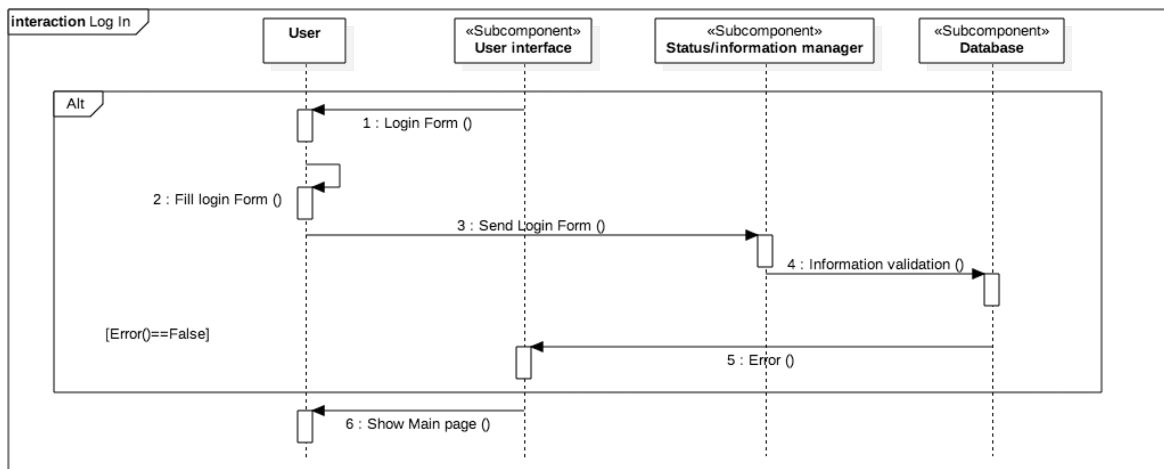 interaction Log In
User
«Subcomponent»
User interface
«Subcomponent»
Status/information manager
«Subcomponent»
Database
Alt
1 : Login Form ()
2 : Fill login Form ()
3 : Send Login Form ()
4 : Information validation ()
[Error()==False]
5 : Error ()
6 : Show Main page ()